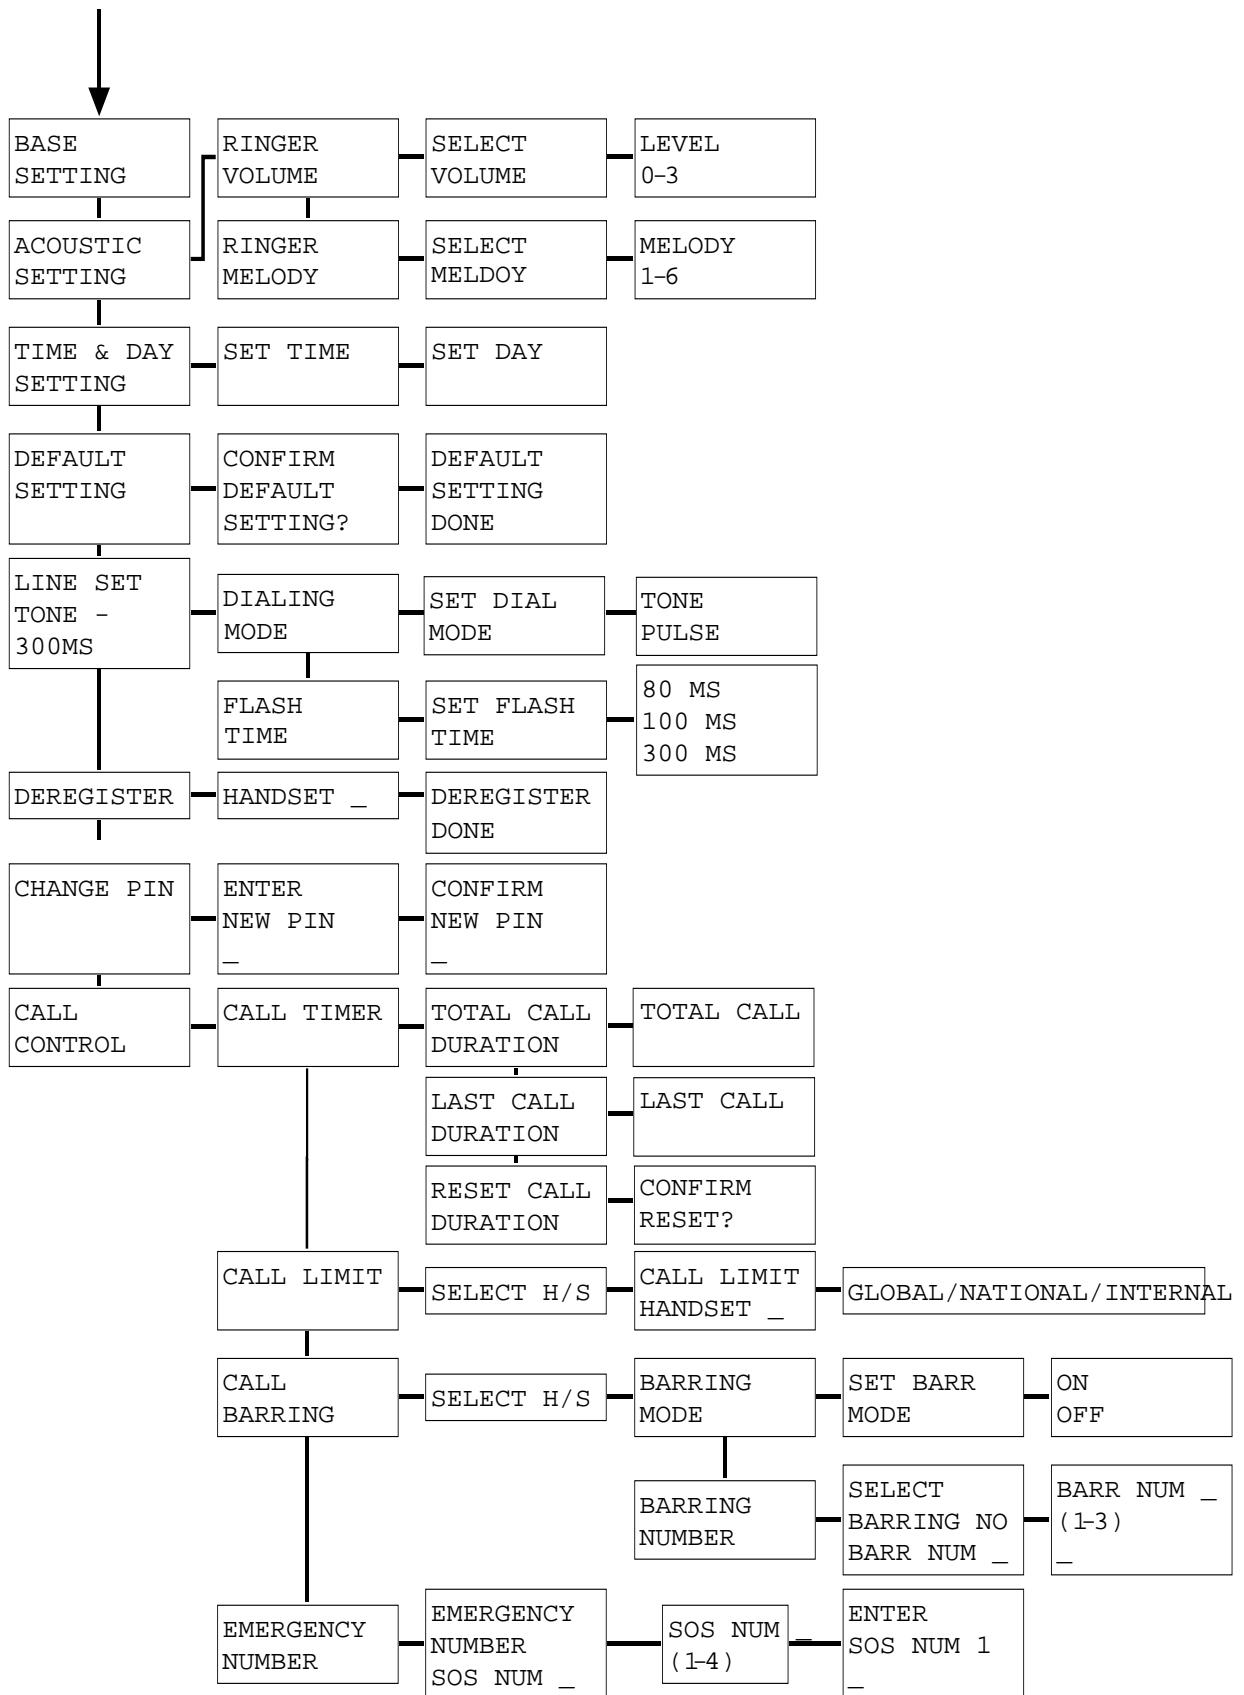 BASE
SETTING
RINGER
VOLUME
SELECT
VOLUME
LEVEL
0-3
ACOUSTIC
SETTING
RINGER
MELODY
SELECT
MELDOY
MELODY
1-6
TIME & DAY
SETTING
SET TIME
SET DAY
DEFAULT
SETTING
CONFIRM
DEFAULT
SETTING?
DEFAULT
SETTING
DONE
LINE SET
TONE -
300MS
DIALING
MODE
SET DIAL
MODE
TONE
PULSE
FLASH
TIME
SET FLASH
TIME
80 MS
100 MS
300 MS
DEREGISTER
HANDSET _
DEREGISTER
DONE
CHANGE PIN
ENTER
NEW PIN
_
CONFIRM
NEW PIN
_
CALL
CONTROL
CALL TIMER
TOTAL CALL
DURATION
TOTAL CALL
LAST CALL
DURATION
LAST CALL
RESET CALL
DURATION
CONFIRM
RESET?
CALL LIMIT
SELECT H/S
CALL LIMIT
HANDSET _
GLOBAL/NATIONAL/INTERNAL
CALL
BARRING
SELECT H/S
BARRING
MODE
SET BARR
MODE
ON
OFF
BARRING
NUMBER
SELECT
BARRING NO
BARR NUM _
BARR NUM _
(1-3)
_
EMERGENCY
NUMBER
EMERGENCY
NUMBER
SOS NUM _
SOS NUM _
(1-4)
ENTER
SOS NUM 1
_